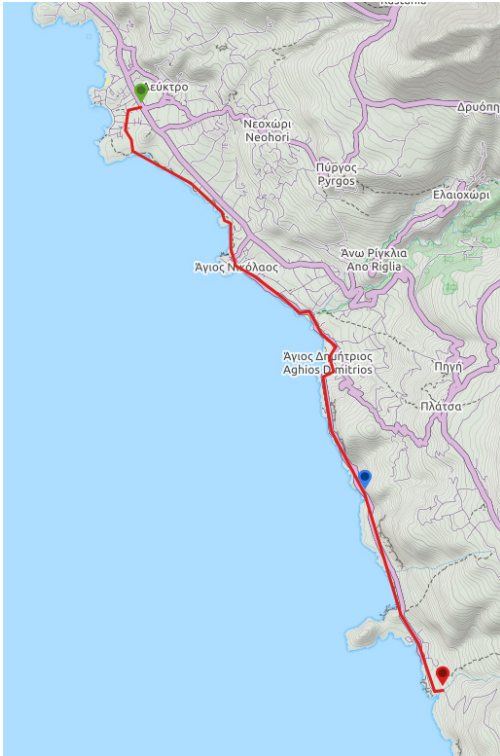 Λεύκτρο
Δρυόπη
Νεοχώρι
Neohori
Πύργος
Pyrgos
Ελαιοχώρι
Άνω Ρίγκλια
Ano Riglia
Άγιος Νικόλαος
Άγιος Δημήτριος
Aghios Dimitrios
Πηγή
Πλάτσα